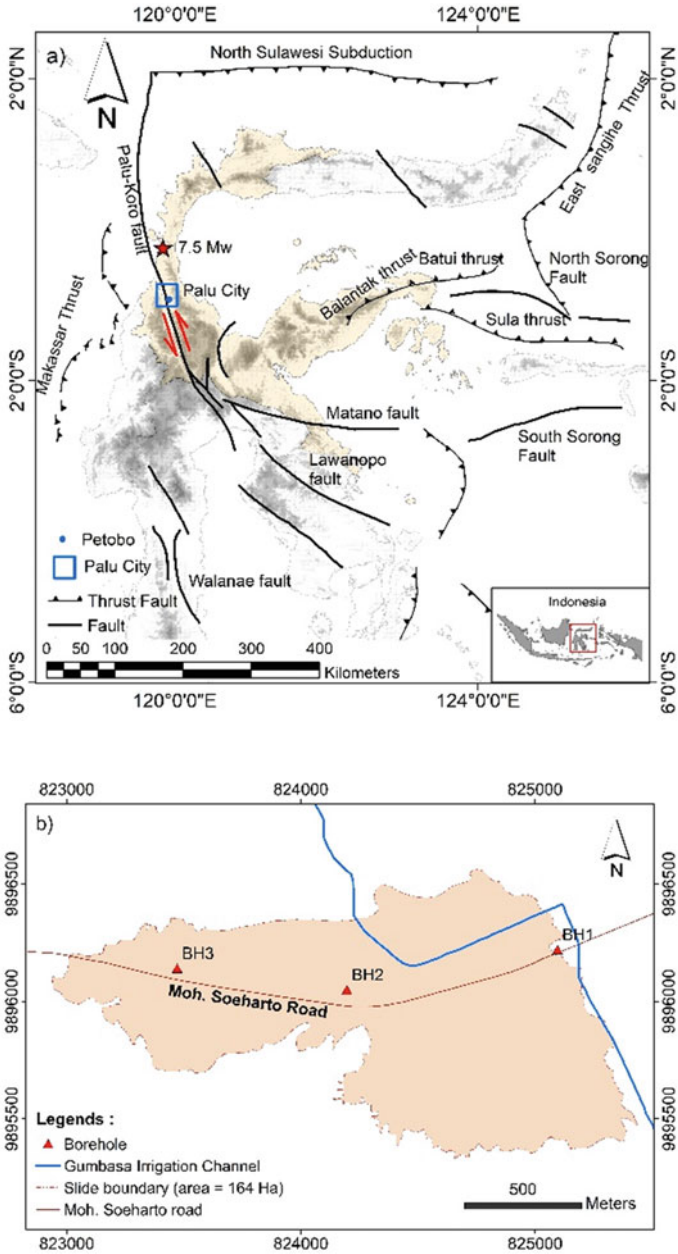 120°0'0"E 124°0'0"E
a)
North Sulawesi Subduction
2°0'0"N
2°0'0"N
N
Palu-Koro fault
East sangihe Thrust
7.5 Mw
Palu City
Batui thrust
Balantak thrust
North Sorong
Fault
Sula thrust
Makassar Thrust
2°0'0"S
2°0'0"S
Matano fault
South Sorong
Fault
Lawanopo
fault
Petobo
Palu City
Walanae fault
Thrust Fault
Fault
Indonesia
0 50 100 200 300 400
Kilometers
6°0'0"S
6°0'0"S
120°0'0"E 124°0'0"E
823000 824000 825000
b)
N
9896500
9896500
BH1
BH3
BH2
Moh. Soeharto Road
9896000
9896000
Legends :
Borehole
Gumbasa Irrigation Channel
Slide boundary (area = 164 Ha)
Moh. Soeharto road
500
Meters
9895500
9895500
823000 824000 825000